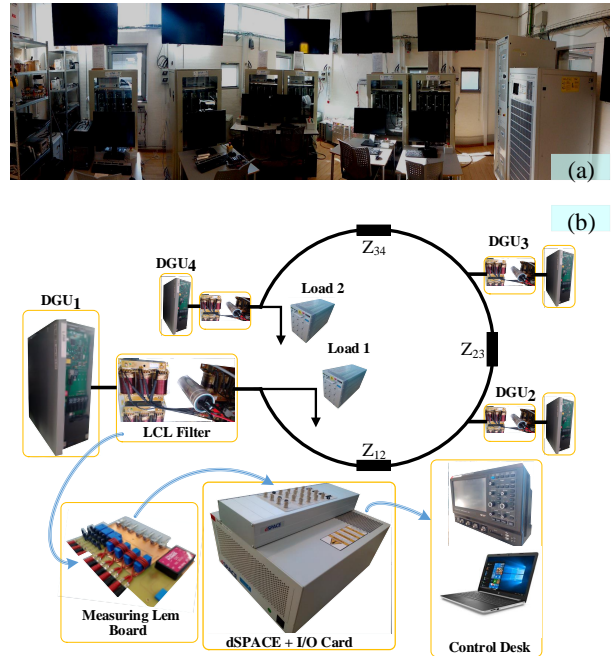 (a)
(b)
Z34
DGU3
DGU4
DGU1
Load 2
Load 1
Z23
DGU2
LCL Filter
Z12
dSPACE
Measuring Lem
Board
dSPACE + I/O Card
Control Desk